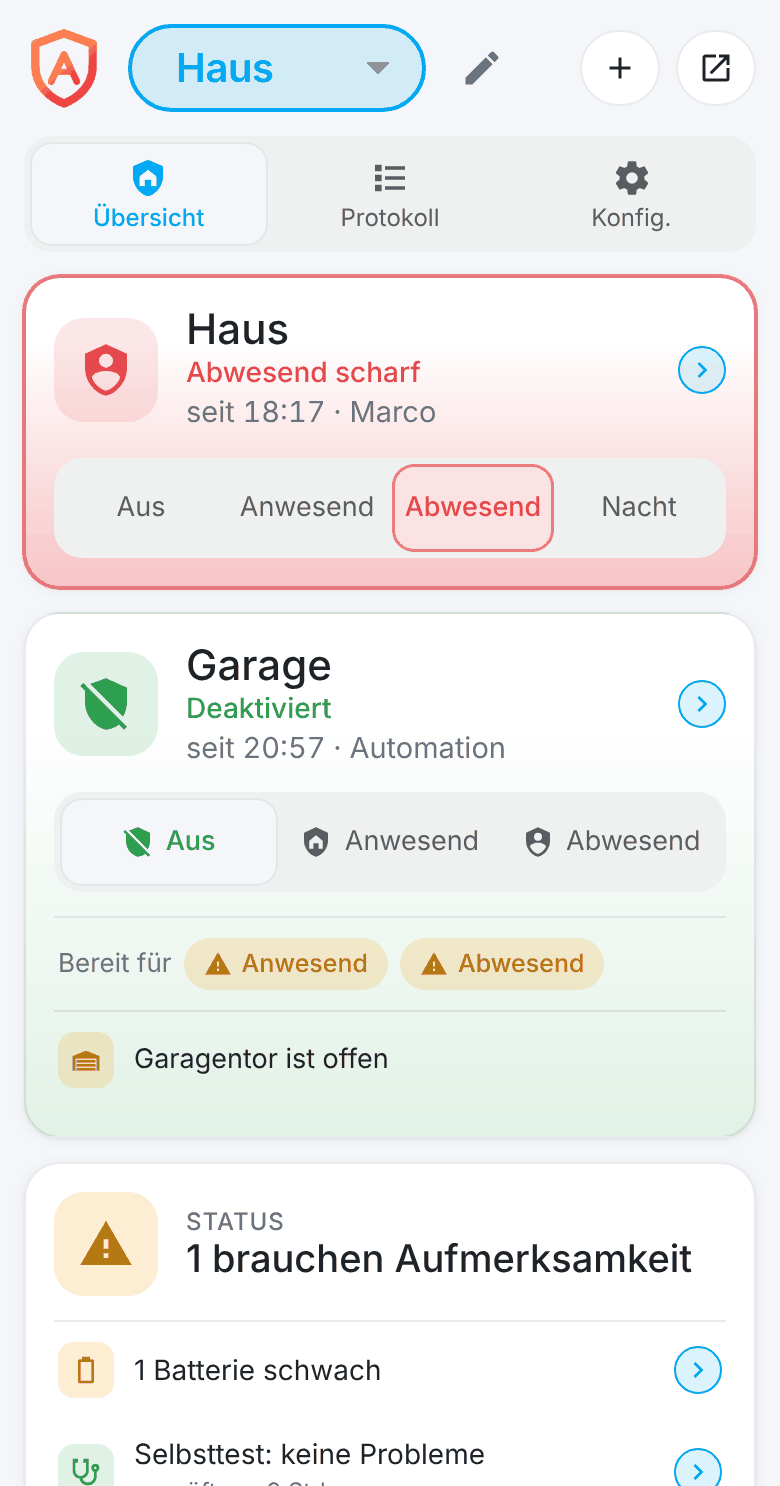 Haus
Übersicht
Protokoll
Konfig.
Haus
Abwesend scharf
seit 18:17 · Marco
Aus
Anwesend
Abwesend
Nacht
Garage
Deaktiviert
seit 20:57 · Automation
Aus
Anwesend
Abwesend
Bereit für
Anwesend
Abwesend
Garagentor ist offen
STATUS
1 brauchen Aufmerksamkeit
1 Batterie schwach
Selbsttest: keine Probleme